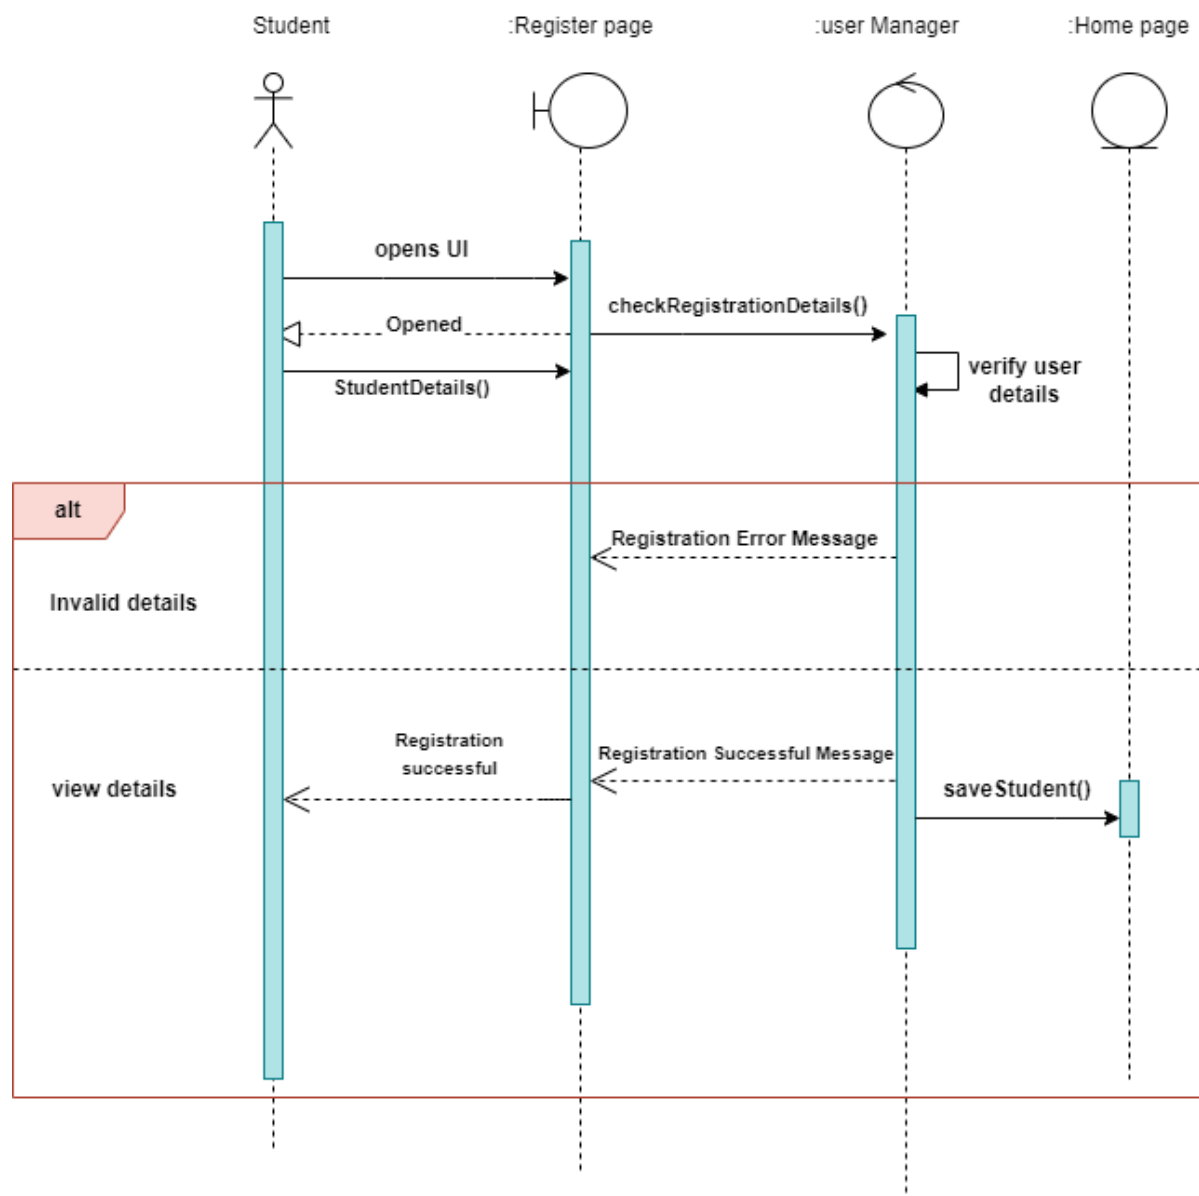 Student
:Register page
:user Manager
:Home page
opens UI
checkRegistrationDetails()
Opened
verify user
details
StudentDetails()
alt
Registration Error Message
Invalid details
Registration
successful
Registration Successful Message
view details
saveStudent()